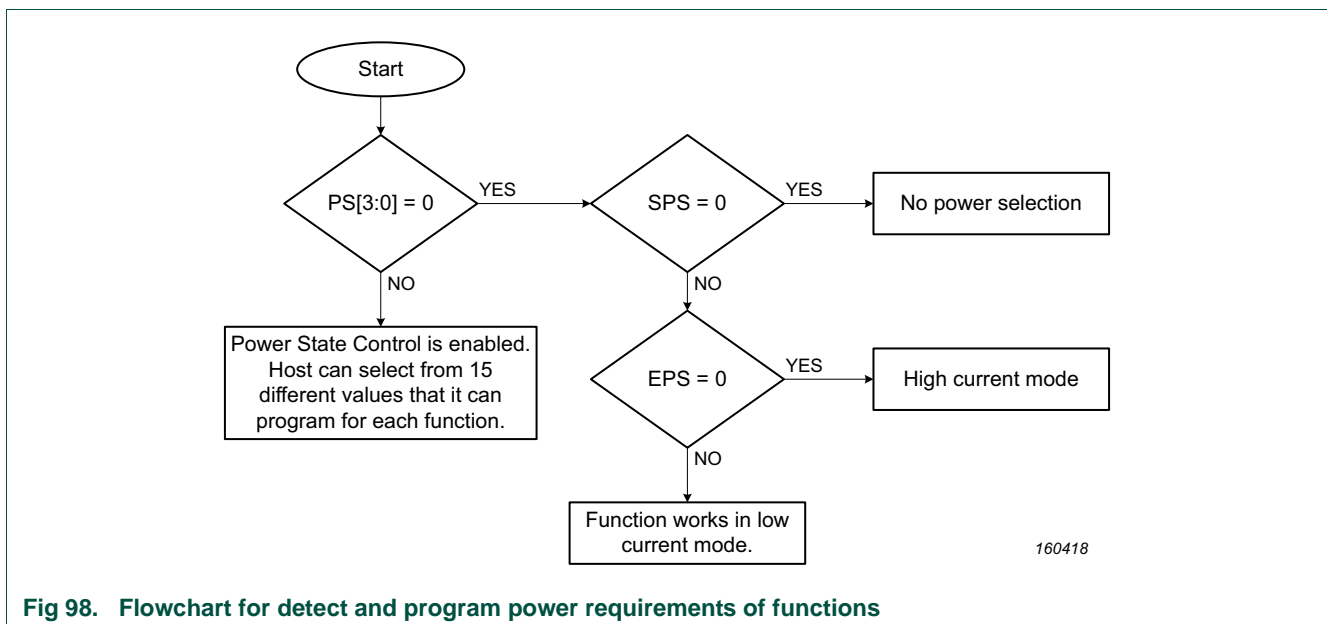 Start
PS[3:0] = 0
YES
SPS = 0
YES
No power selection
NO
NO
Power State Control is enabled.
Host can select from 15
different values that it can
program for each function.
EPS = 0
YES
High current mode
NO
Function works in low
current mode.
160418
Fig 98. Flowchart for detect and program power requirements of functions